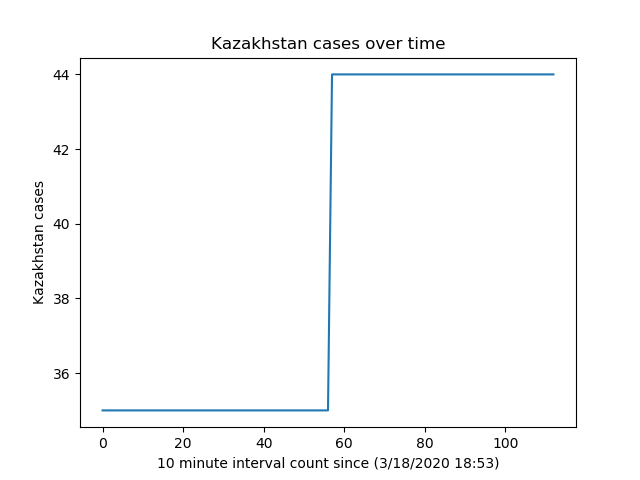 Kazakhstan cases over time
44
42
40
38
36
Kazakhstan cases
0 20 40 60 80 100
10 minute interval count since (3/18/2020 18:53)